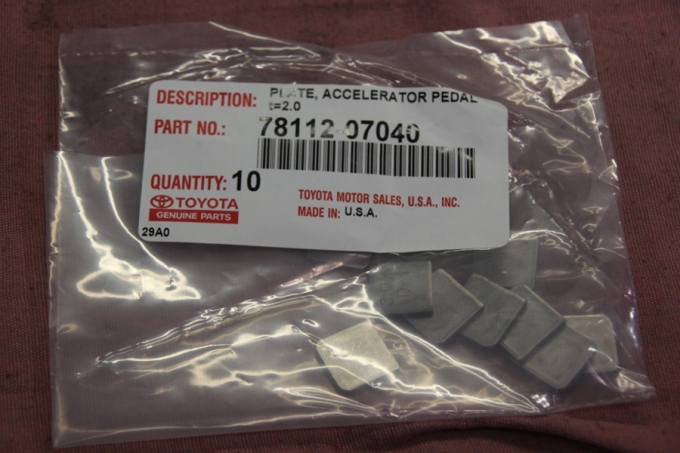 DESCRIPTION: PLATE, ACCELERATOR PEDAL
t=2.0
PART NO.: 78112-07040
QUANTITY: 10
TOYOTA MOTOR SALES, U.S.A., INC.
TOYOTA
GENUINE PARTS
MADE IN: U.S.A.
29A0